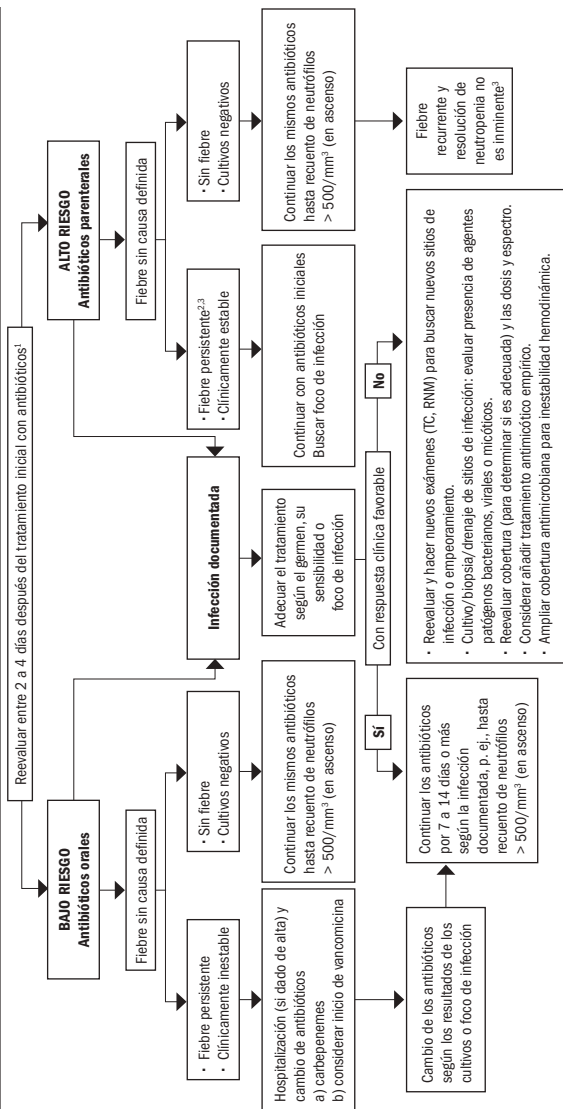 Reevaluar entre 2 a 4 días después del tratamiento inicial con antibióticos¹
BAJO RIESGO
Antibióticos orales
Fiebre sin causa definida
· Fiebre persistente
· Clínicamente inestable
Hospitalización (si dado de alta) y
cambio de antibióticos
a) carbepenemes
b) considerar inicio de vancomicina
Cambio de los antibióticos
según los resultados de los
cultivos o foco de infección
· Sin fiebre
· Cultivos negativos
Continuar los mismos antibióticos
hasta recuento de neutrófilos
> 500/mm³ (en ascenso)
Infección documentada
Adecuar el tratamiento
según el germen, su
sensibilidad o
foco de infección
Con respuesta clínica favorable
Sí
Continuar los antibióticos
por 7 a 14 días o más
según la infección
documentada, p. ej., hasta
recuento de neutrófilos
> 500/mm³ (en ascenso)
No
· Reevaluar y hacer nuevos exámenes (TC, RNM) para buscar nuevos sitios de
infección o empeoramiento.
· Cultivo/biopsia/drenaje de sitios de infección: evaluar presencia de agentes
patógenos bacterianos, virales o micóticos.
· Reevaluar cobertura (para determinar si es adecuada) y las dosis y espectro.
· Considerar añadir tratamiento antimicótico empírico.
· Ampliar cobertura antimicrobiana para inestabilidad hemodinámica.
ALTO RIESGO
Antibióticos parenterales
Fiebre sin causa definida
· Fiebre persistente²,³
· Clínicamente estable
Continuar con antibióticos iniciales
Buscar foco de infección
· Sin fiebre
· Cultivos negativos
Continuar los mismos antibióticos
hasta recuento de neutrófilos
> 500/mm³ (en ascenso)
Fiebre
recurrente y
resolución de
neutropenia no
es inminente³